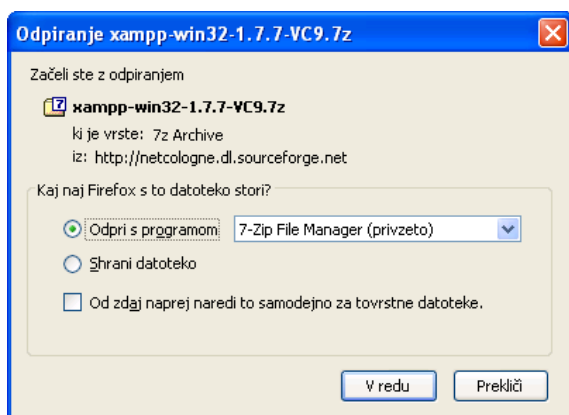 Odpiranje xampp-win32-1.7.7-VC9.7z
Začeli ste z odpiranjem
xampp-win32-1.7.7-VC9.7z
ki je vrste: 7z Archive
iz: http://netcologne.dl.sourceforge.net
Kaj naj Firefox s to datoteko stori?
Odpri s programom 7-Zip File Manager (privzeto)
Shrani datoteko
Od zdaj naprej naredi to samodejno za tovrstne datoteke.
V redu Prekliči